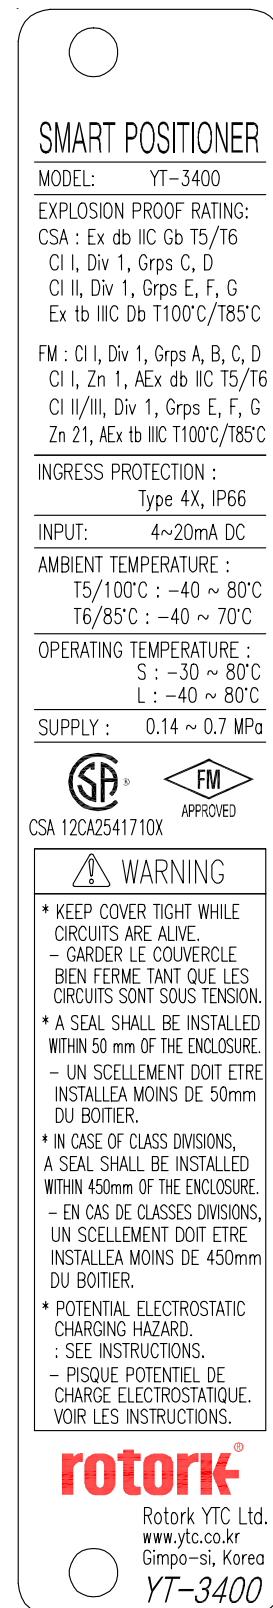 SMART POSITIONER
MODEL: YT-3400
EXPLOSION PROOF RATING:
CSA : Ex db IIC Gb T5/T6
Cl I, Div 1, Grps C, D
Cl II, Div 1, Grps E, F, G
Ex tb IIIC Db T100°C/T85°C
FM : Cl I, Div 1, Grps A, B, C, D
Cl I, Zn 1, AEx db IIC T5/T6
Cl II/III, Div 1, Grps E, F, G
Zn 21, AEx tb IIIC T100°C/T85°C
INGRESS PROTECTION :
Type 4X, IP66
INPUT: 4~20mA DC
AMBIENT TEMPERATURE :
T5/100°C : -40 ~ 80°C
T6/85°C : -40 ~ 70°C
OPERATING TEMPERATURE :
S : -30 ~ 80°C
L : -40 ~ 80°C
SUPPLY : 0.14 ~ 0.7 MPa
SA ®
FM
APPROVED
CSA 12CA2541710X
WARNING
* KEEP COVER TIGHT WHILE
CIRCUITS ARE ALIVE.
- GARDER LE COUVERCLE
BIEN FERME TANT QUE LES
CIRCUITS SONT SOUS TENSION.
* A SEAL SHALL BE INSTALLED
WITHIN 50 mm OF THE ENCLOSURE.
- UN SCELLEMENT DOIT ETRE
INSTALLEA MOINS DE 50mm
DU BOITIER.
* IN CASE OF CLASS DIVISIONS,
A SEAL SHALL BE INSTALLED
WITHIN 450mm OF THE ENCLOSURE.
- EN CAS DE CLASSES DIVISIONS,
UN SCELLEMENT DOIT ETRE
INSTALLEA MOINS DE 450mm
DU BOITIER.
* POTENTIAL ELECTROSTATIC
CHARGING HAZARD.
: SEE INSTRUCTIONS.
- PISQUE POTENTIEL DE
CHARGE ELECTROSTATIQUE.
VOIR LES INSTRUCTIONS.
rotork®
Rotork YTC Ltd.
www.ytc.co.kr
Gimpo-si, Korea
YT-3400